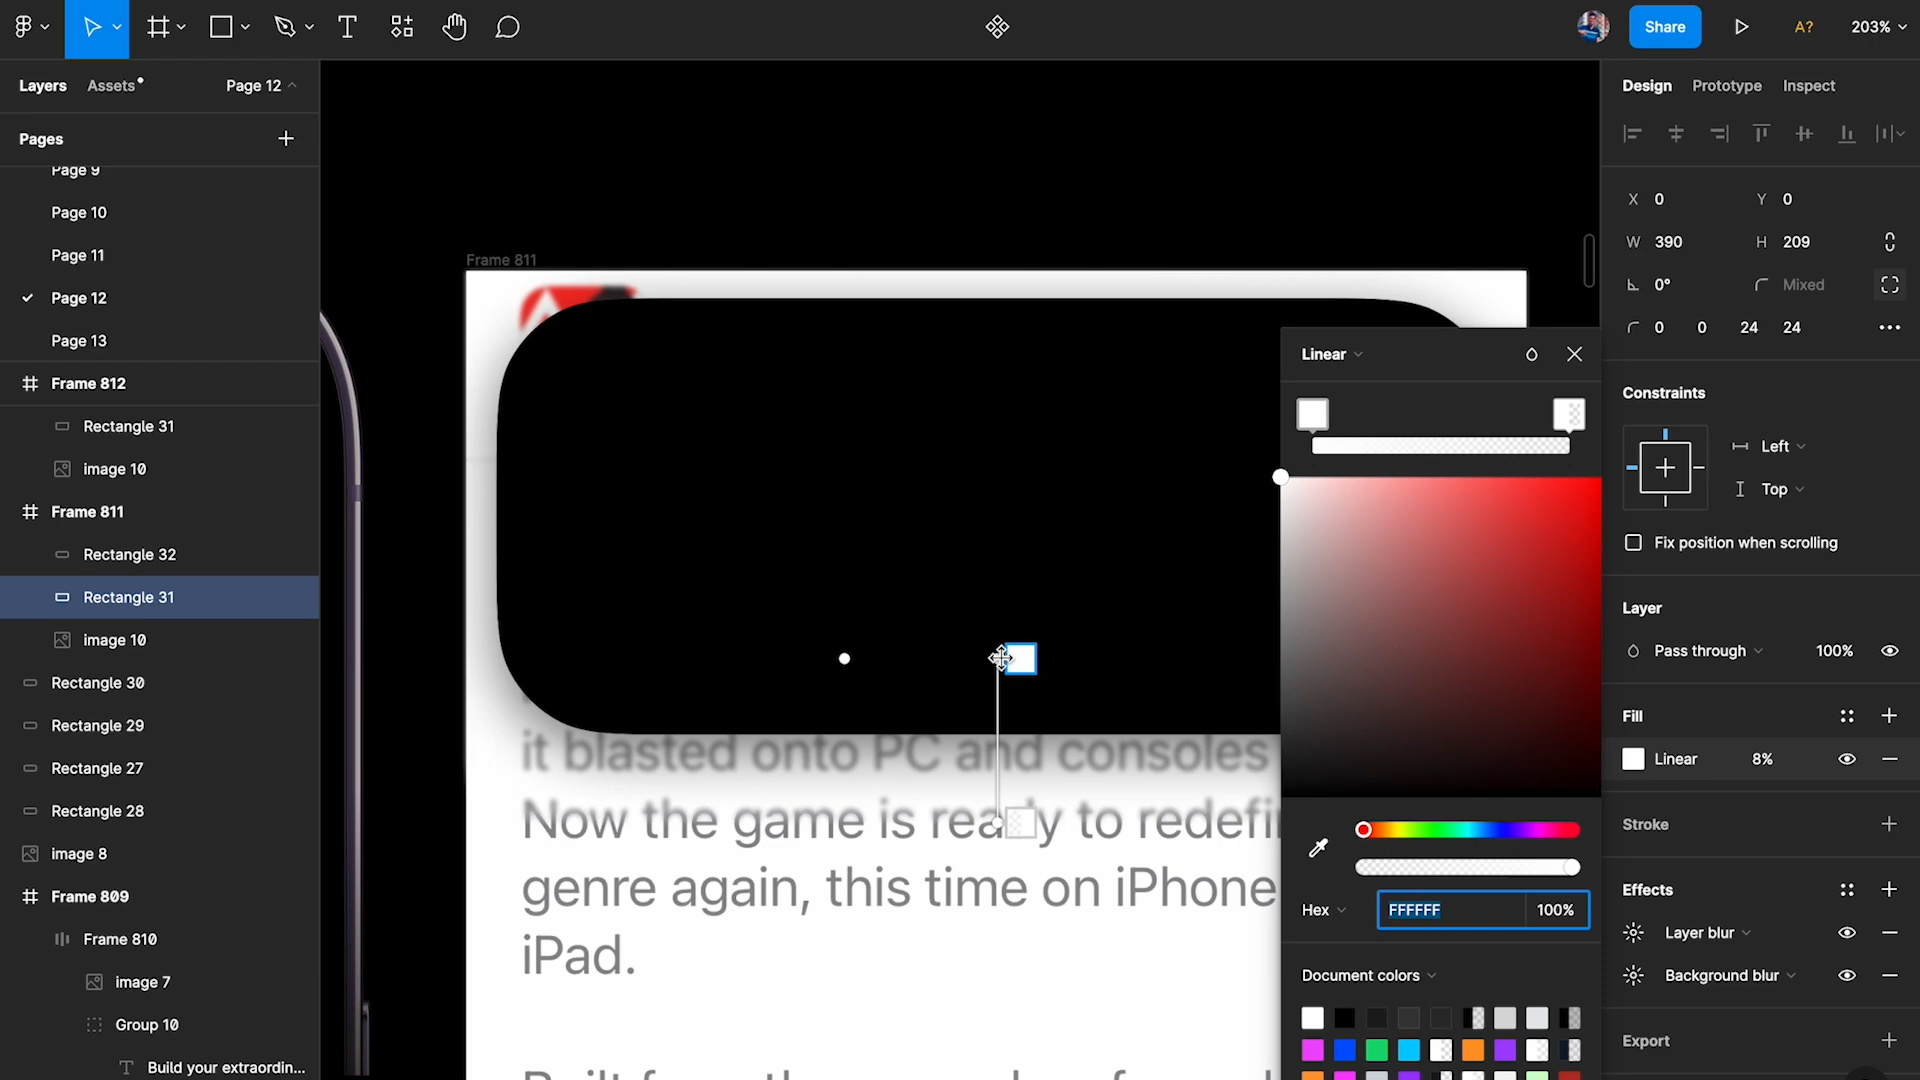 Share
A?
203%
Layers
Assets
Page 12
Design
Prototype
Inspect
Pages
Page 9
Page 10
Page 11
Page 12
Page 13
Frame 812
Rectangle 31
image 10
Frame 811
Rectangle 32
Rectangle 31
image 10
Rectangle 30
Rectangle 29
Rectangle 27
Rectangle 28
image 8
Frame 809
Frame 810
image 7
Group 10
Build your extraordin...
Frame 811
it blasted onto PC and consoles
Now the game is ready to redefi
genre again, this time on iPhone
iPad.
Linear
Hex
FFFFFF
100%
Document colors
X 0
Y 0
W 390
H 209
0°
Mixed
0 0 24 24
Constraints
Left
Top
Fix position when scrolling
Layer
Pass through
100%
Fill
Linear
8%
Stroke
Effects
Layer blur
Background blur
Export